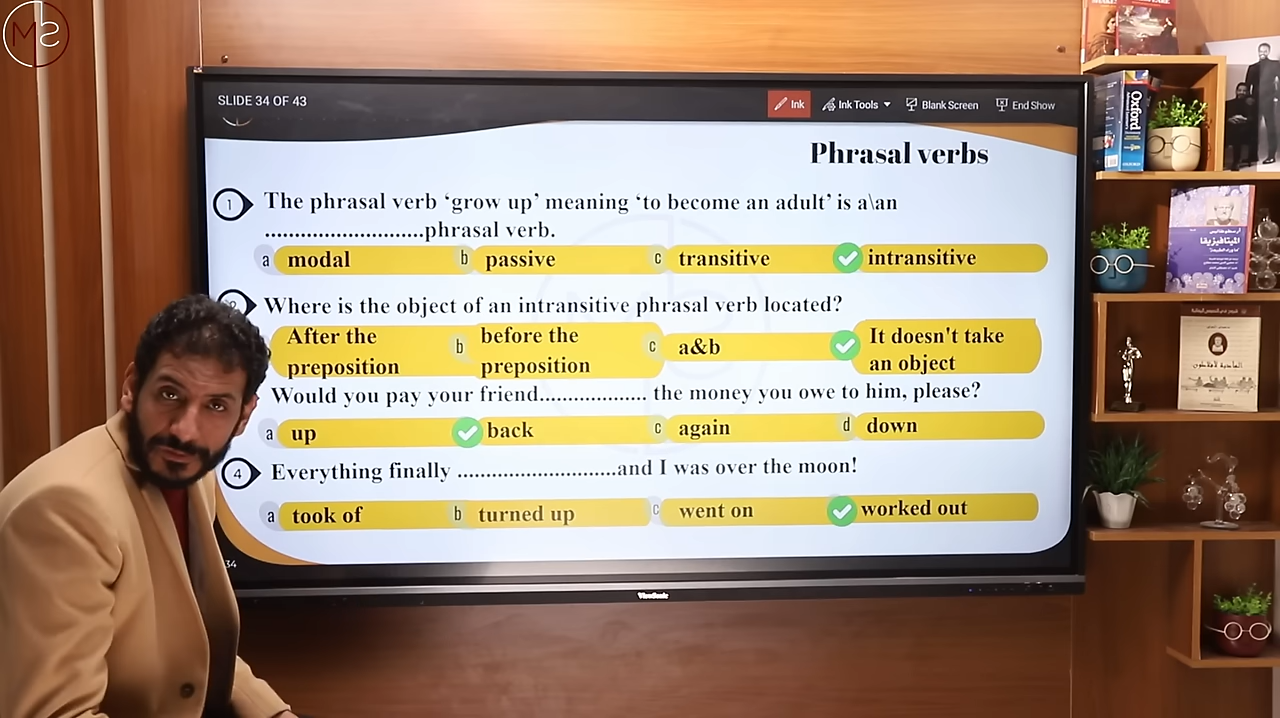 MS
SLIDE 34 OF 43
Ink
Ink Tools
Blank Screen
End Show
Phrasal verbs
1 The phrasal verb ‘grow up’ meaning ‘to become an adult’ is a\an
..........................phrasal verb.
a modal b passive c transitive intransitive
Where is the object of an intransitive phrasal verb located?
After the preposition b before the preposition c a&b It doesn't take an object
Would you pay your friend.................. the money you owe to him, please?
a up back c again d down
4 Everything finally ..........................and I was over the moon!
a took of b turned up c went on worked out
34
ViewSonic
Oxford
أرسطوطاليس
الميتافيزيقا